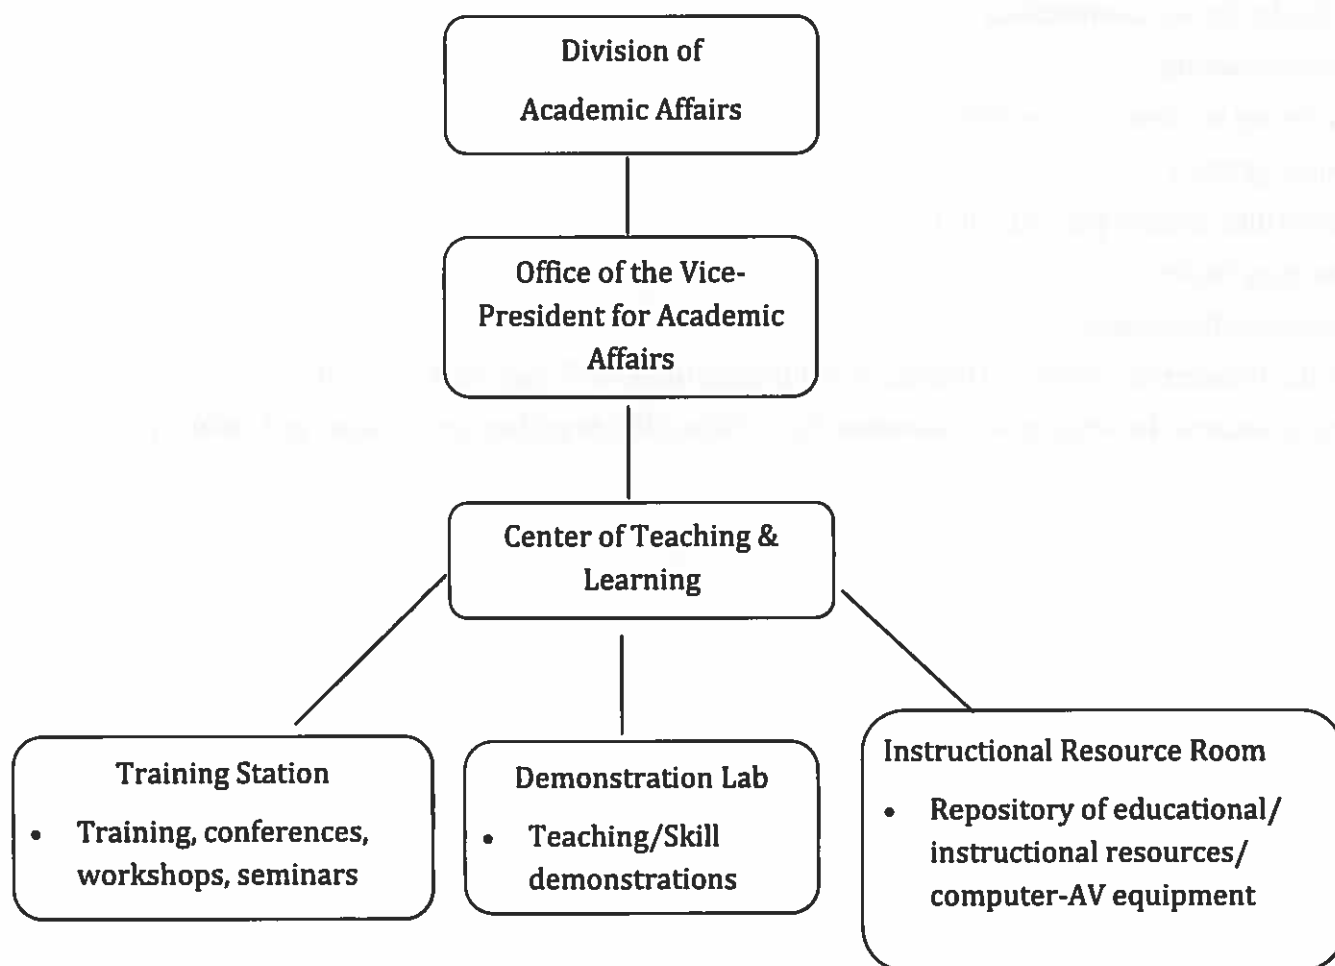 Division of
Academic Affairs
Office of the Vice-
President for Academic
Affairs
Center of Teaching &
Learning
Training Station
• Training, conferences,
workshops, seminars
Demonstration Lab
• Teaching/Skill
demonstrations
Instructional Resource Room
• Repository of educational/
instructional resources/
computer-AV equipment